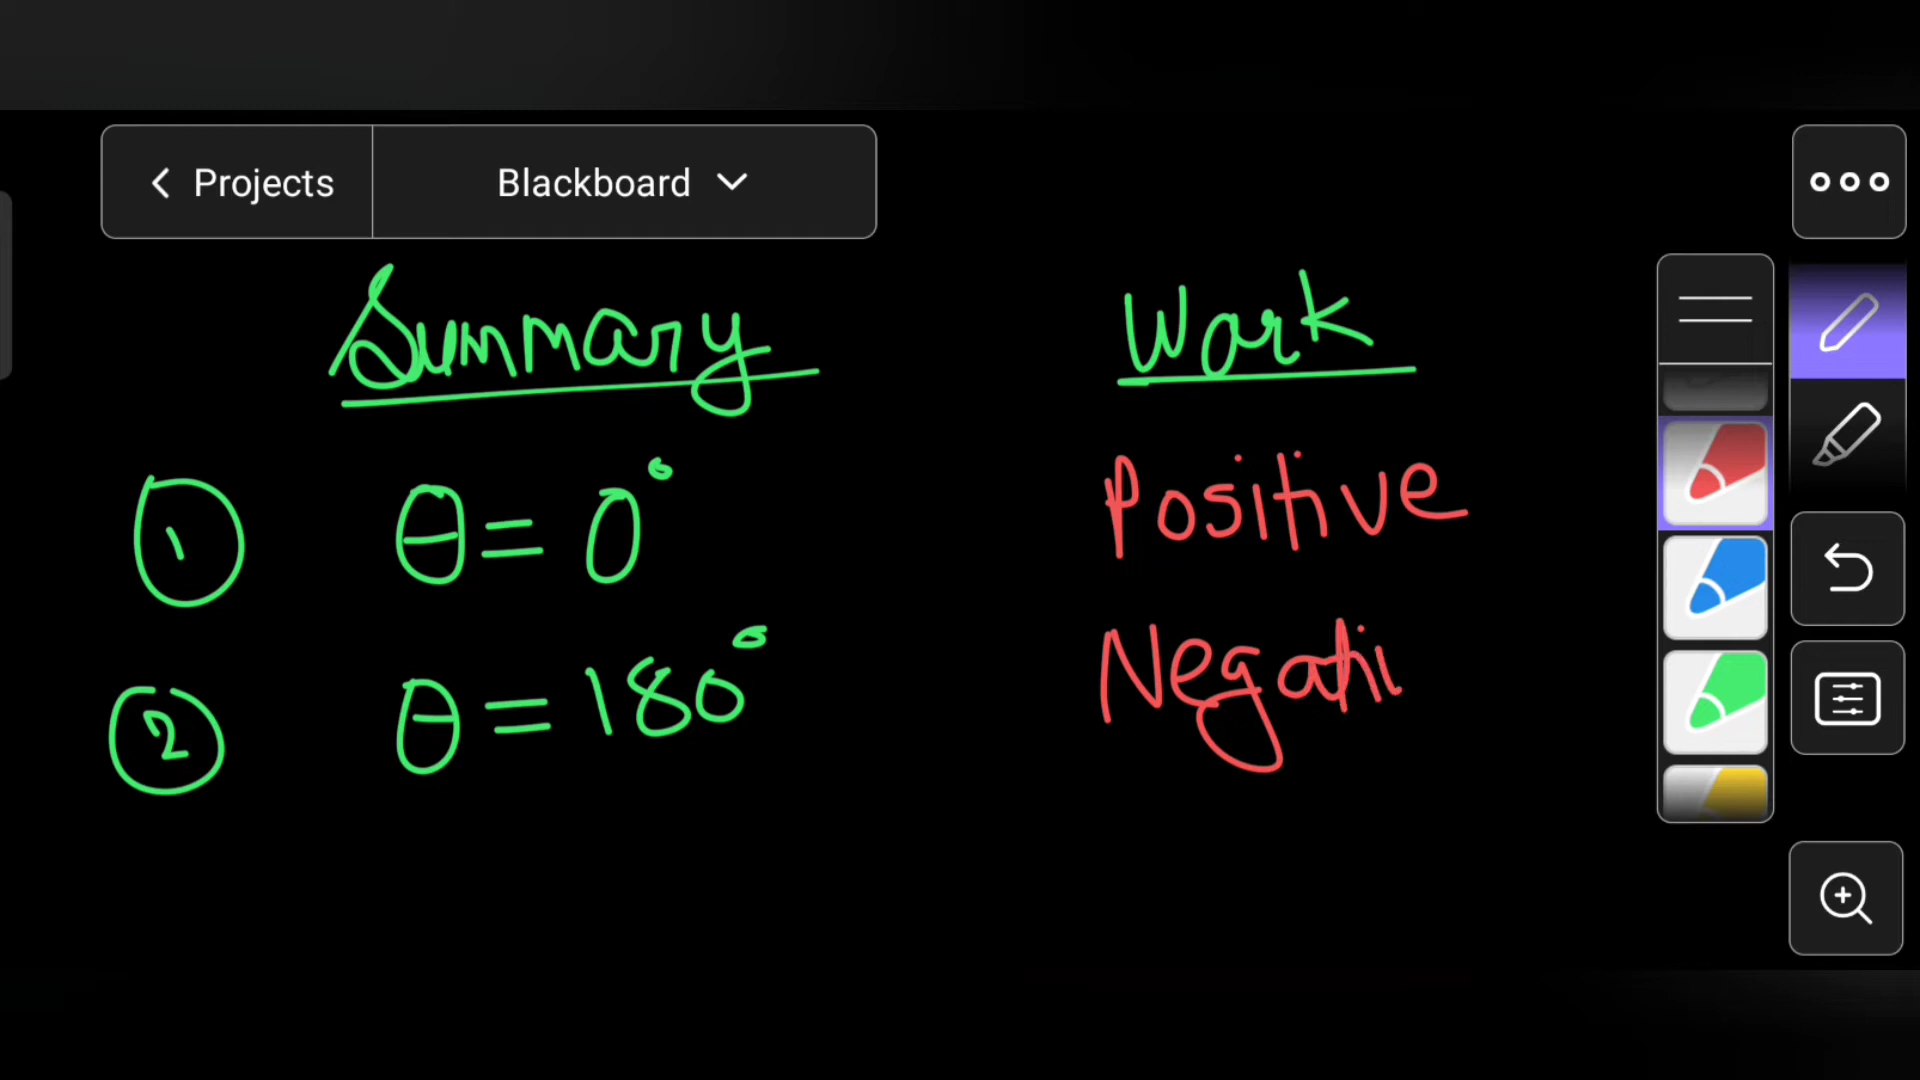 Projects
Blackboard
Summary
Work
1 θ = 0° Positive
2 θ = 180° Negati